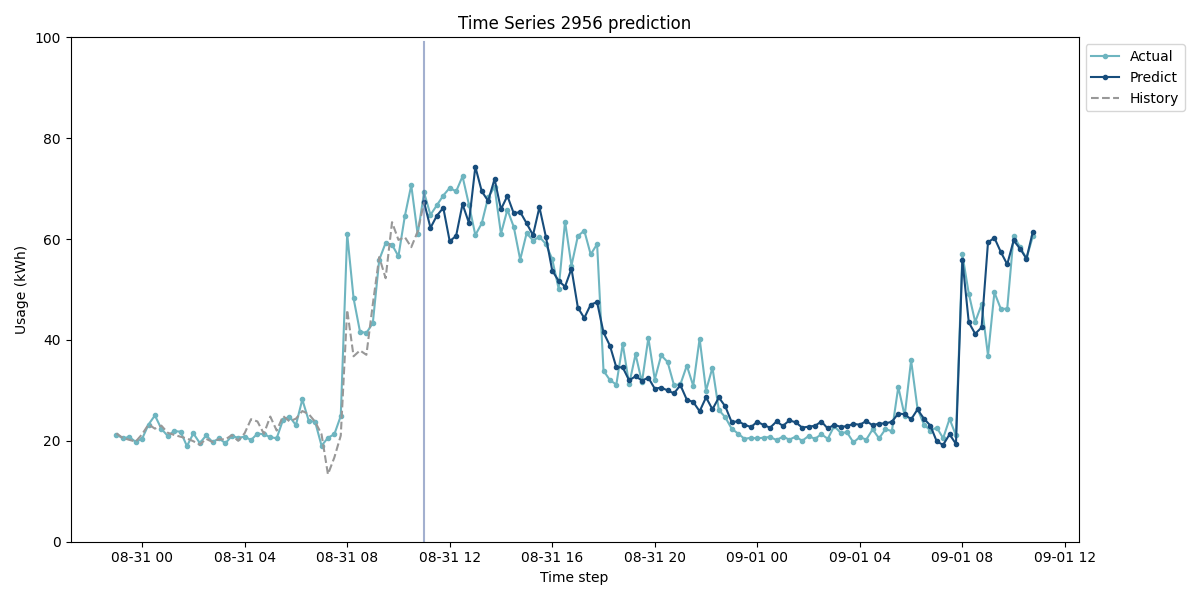 Time Series 2956 prediction
Usage (kWh)
100
80
60
40
20
0
08-31 00
08-31 04
08-31 08
08-31 12
08-31 16
08-31 20
09-01 00
09-01 04
09-01 08
09-01 12
Time step
Actual
Predict
History